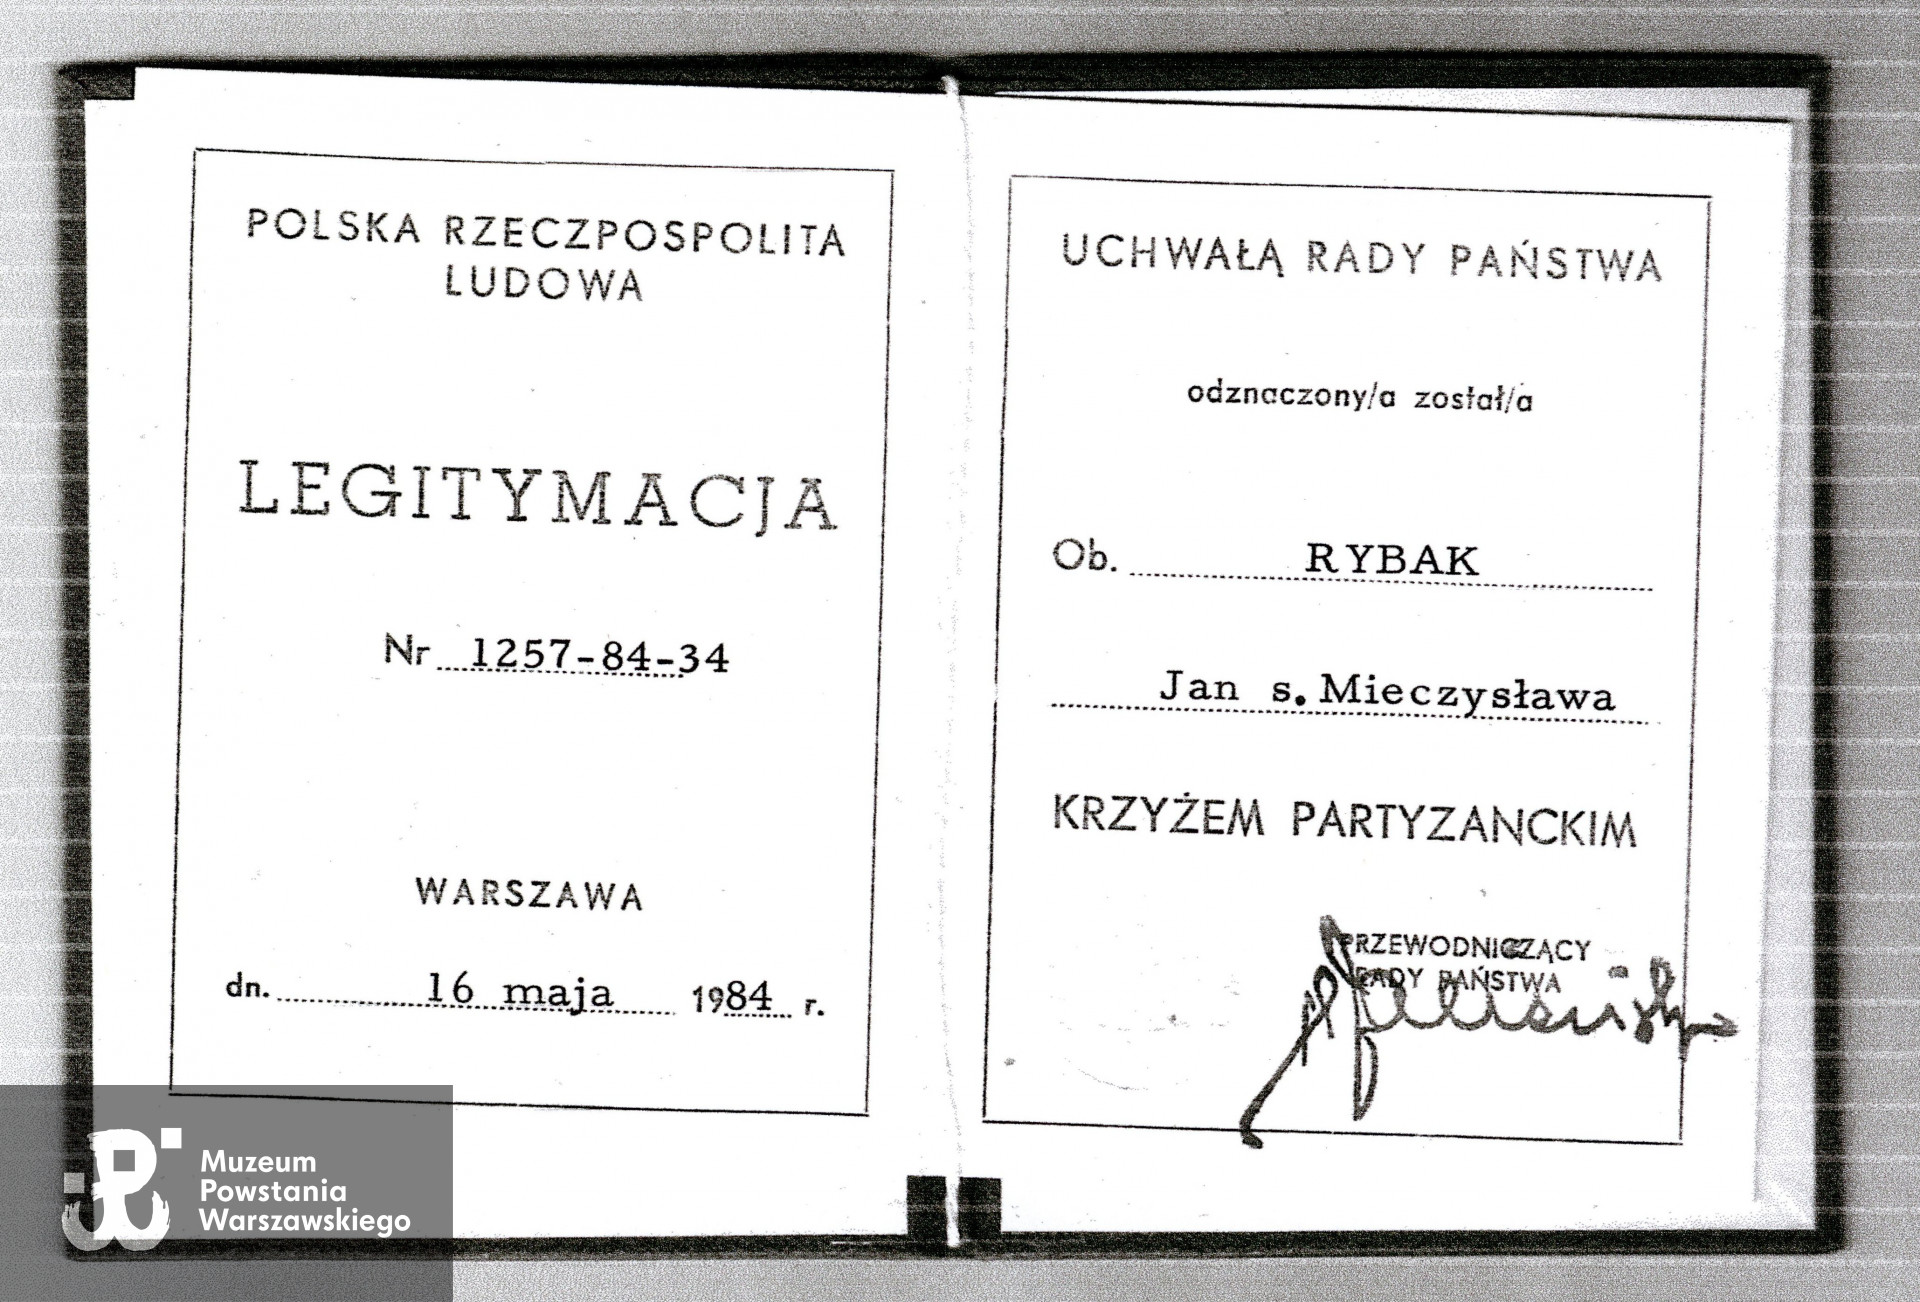 POLSKA RZECZPOSPOLITA
LUDOWA
LEGITYMACJA
Nr 1257-84-34
WARSZAWA
dn. 16 maja 1984 r.
UCHWAŁĄ RADY PAŃSTWA
odznaczony/a został/a
Ob. RYBAK
Jan s. Mieczysława
KRZYŻEM PARTYZANCKIM
PRZEWODNICZĄCY
RADY PAŃSTWA
Muzeum
Powstania
Warszawskiego